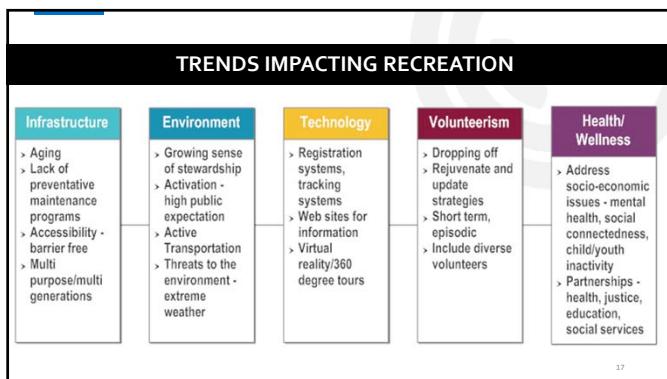 TRENDS IMPACTING RECREATION
Infrastructure
> Aging
> Lack of
preventative
maintenance
programs
> Accessibility -
barrier free
> Multi
purpose/multi
generations
Environment
> Growing sense
of stewardship
> Activation -
high public
expectation
> Active
Transportation
> Threats to the
environment -
extreme
weather
Technology
> Registration
systems,
tracking
systems
> Web sites for
information
> Virtual
reality/360
degree tours
Volunteerism
> Dropping off
> Rejuvenate and
update
strategies
> Short term,
episodic
> Include diverse
volunteers
Health/
Wellness
> Address
socio-economic
issues - mental
health, social
connectedness,
child/youth
inactivity
> Partnerships -
health, justice,
education,
social services
17